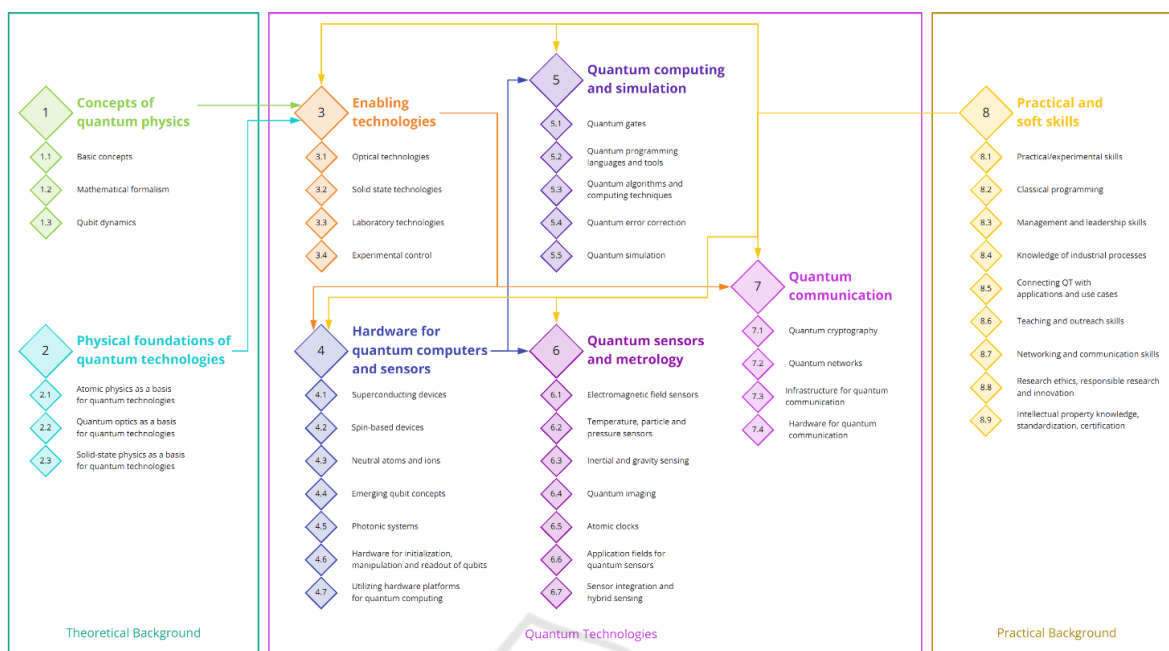 1
Concepts of
quantum physics
1.1
Basic concepts
1.2
Mathematical formalism
1.3
Qubit dynamics
2
Physical foundations of
quantum technologies
2.1
Atomic physics as a basis
for quantum technologies
2.2
Quantum optics as a basis
for quantum technologies
2.3
Solid-state physics as a basis
for quantum technologies
Theoretical Background
3
Enabling
technologies
3.1
Optical technologies
3.2
Solid state technologies
3.3
Laboratory technologies
3.4
Experimental control
4
Hardware for
quantum computers
and sensors
4.1
Superconducting devices
4.2
Spin-based devices
4.3
Neutral atoms and ions
4.4
Emerging qubit concepts
4.5
Photonic systems
4.6
Hardware for initialization,
manipulation and readout of qubits
4.7
Utilizing hardware platforms
for quantum computing
5
Quantum computing
and simulation
5.1
Quantum gates
5.2
Quantum programming
languages and tools
5.3
Quantum algorithms and
computing techniques
5.4
Quantum error correction
5.5
Quantum simulation
6
Quantum sensors
and metrology
6.1
Electromagnetic field sensors
6.2
Temperature, particle and
pressure sensors
6.3
Inertial and gravity sensing
6.4
Quantum imaging
6.5
Atomic clocks
6.6
Application fields for
quantum sensors
6.7
Sensor integration and
hybrid sensing
7
Quantum
communication
7.1
Quantum cryptography
7.2
Quantum networks
7.3
Infrastructure for quantum
communication
7.4
Hardware for quantum
communication
Quantum Technologies
8
Practical and
soft skills
8.1
Practical/experimental skills
8.2
Classical programming
8.3
Management and leadership skills
8.4
Knowledge of industrial processes
8.5
Connecting QT with
applications and use cases
8.6
Teaching and outreach skills
8.7
Networking and communication skills
8.8
Research ethics, responsible research
and innovation
8.9
Intellectual property knowledge,
standardization, certification
Practical Background